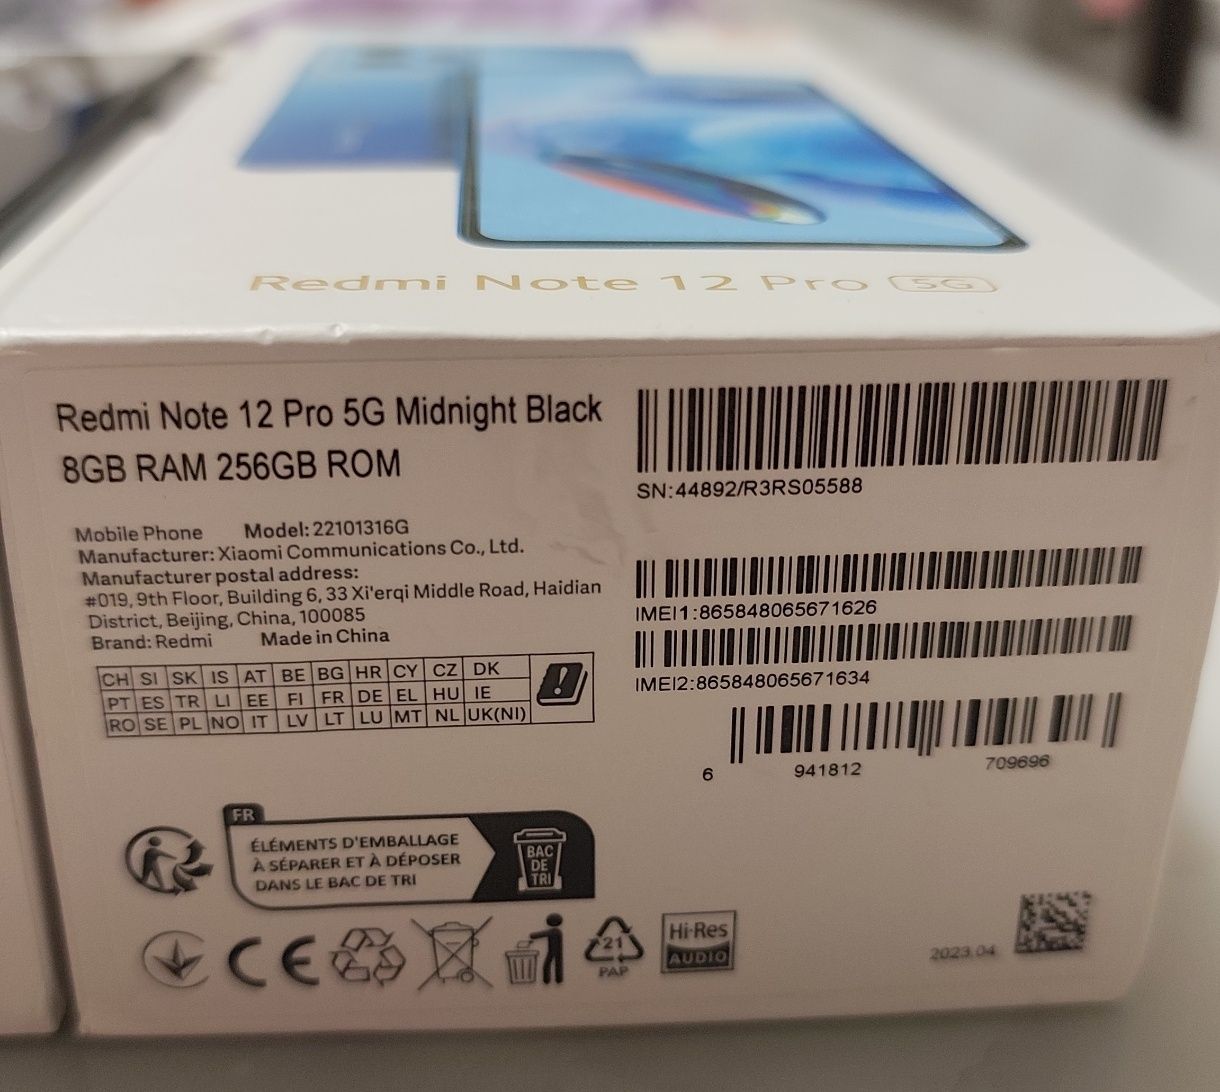 Redmi Note 12 Pro 5G
Redmi Note 12 Pro 5G Midnight Black
8GB RAM 256GB ROM
Mobile Phone Model: 22101316G
Manufacturer: Xiaomi Communications Co., Ltd.
Manufacturer postal address:
#019, 9th Floor, Building 6, 33 Xi'erqi Middle Road, Haidian
District, Beijing, China, 100085
Brand: Redmi Made in China
CH SI SK IS AT BE BG HR CY CZ DK
PT ES TR LI EE FI FR DE EL HU IE
RO SE PL NO IT LV LT LU MT NL UK(NI)
SN:44892/R3RS05588
IMEI1:865848065671626
IMEI2:865848065671634
6 941812 709696
FR
ÉLÉMENTS D'EMBALLAGE
À SÉPARER ET À DÉPOSER
DANS LE BAC DE TRI
BAC
DE
TRI
CE
21
PAP
Hi-Res
AUDIO
2023.04